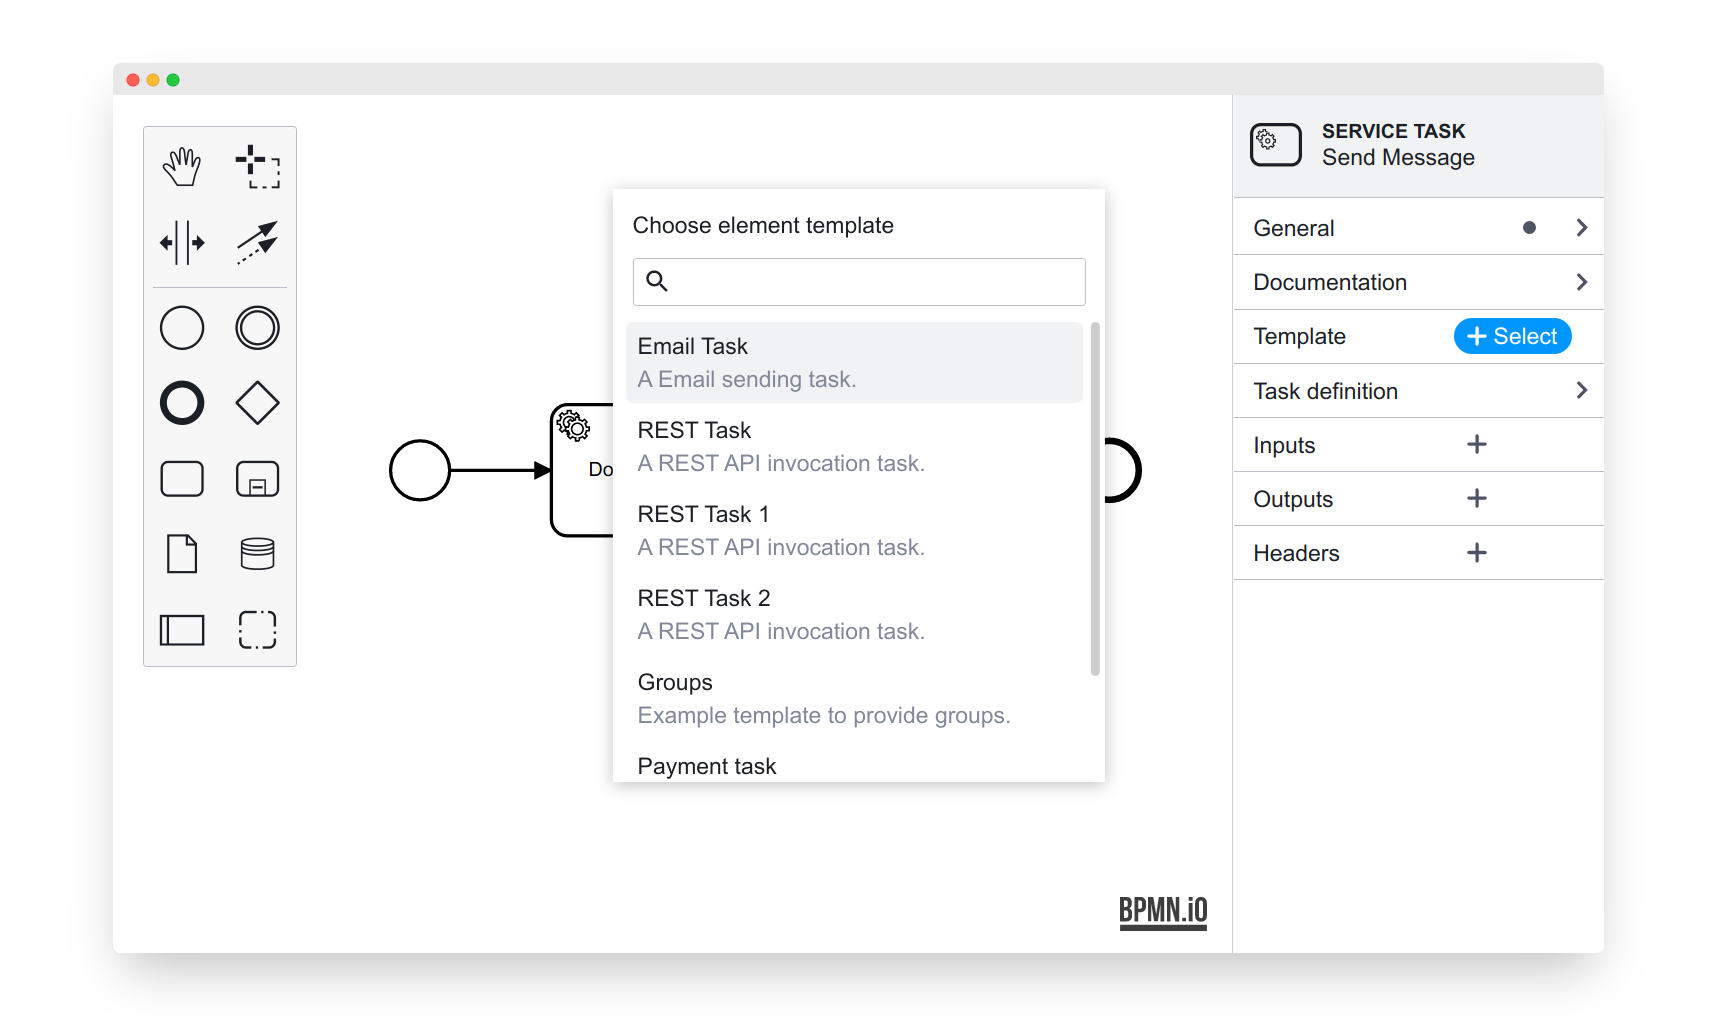 SERVICE TASK
Send Message
General
Documentation
Template
Select
Task definition
Inputs
Outputs
Headers
Choose element template
Email Task
A Email sending task.
REST Task
A REST API invocation task.
REST Task 1
A REST API invocation task.
REST Task 2
A REST API invocation task.
Groups
Example template to provide groups.
Payment task
Do
BPMN.iO